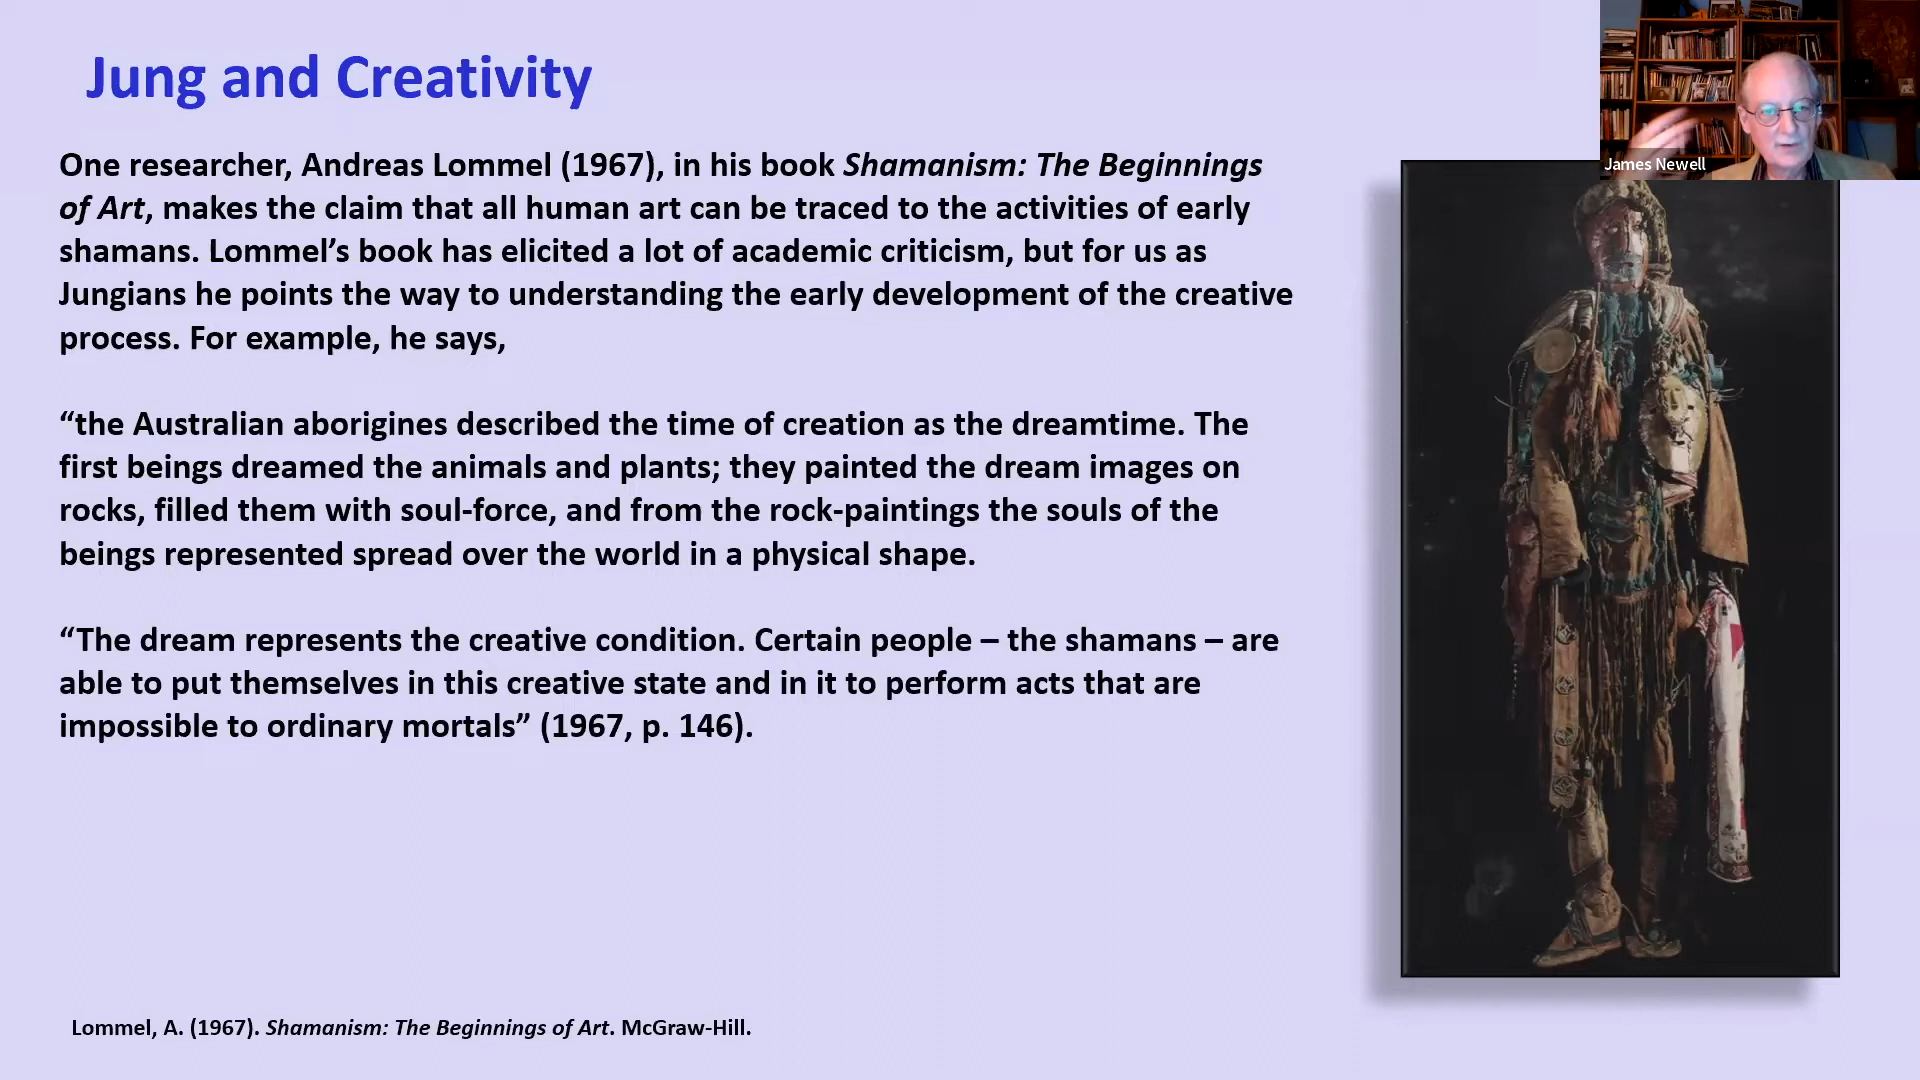 Jung and Creativity
James Newell
One researcher, Andreas Lommel (1967), in his book Shamanism: The Beginnings
of Art, makes the claim that all human art can be traced to the activities of early
shamans. Lommel’s book has elicited a lot of academic criticism, but for us as
Jungians he points the way to understanding the early development of the creative
process. For example, he says,
“the Australian aborigines described the time of creation as the dreamtime. The
first beings dreamed the animals and plants; they painted the dream images on
rocks, filled them with soul-force, and from the rock-paintings the souls of the
beings represented spread over the world in a physical shape.
“The dream represents the creative condition. Certain people – the shamans – are
able to put themselves in this creative state and in it to perform acts that are
impossible to ordinary mortals” (1967, p. 146).
Lommel, A. (1967). Shamanism: The Beginnings of Art. McGraw-Hill.